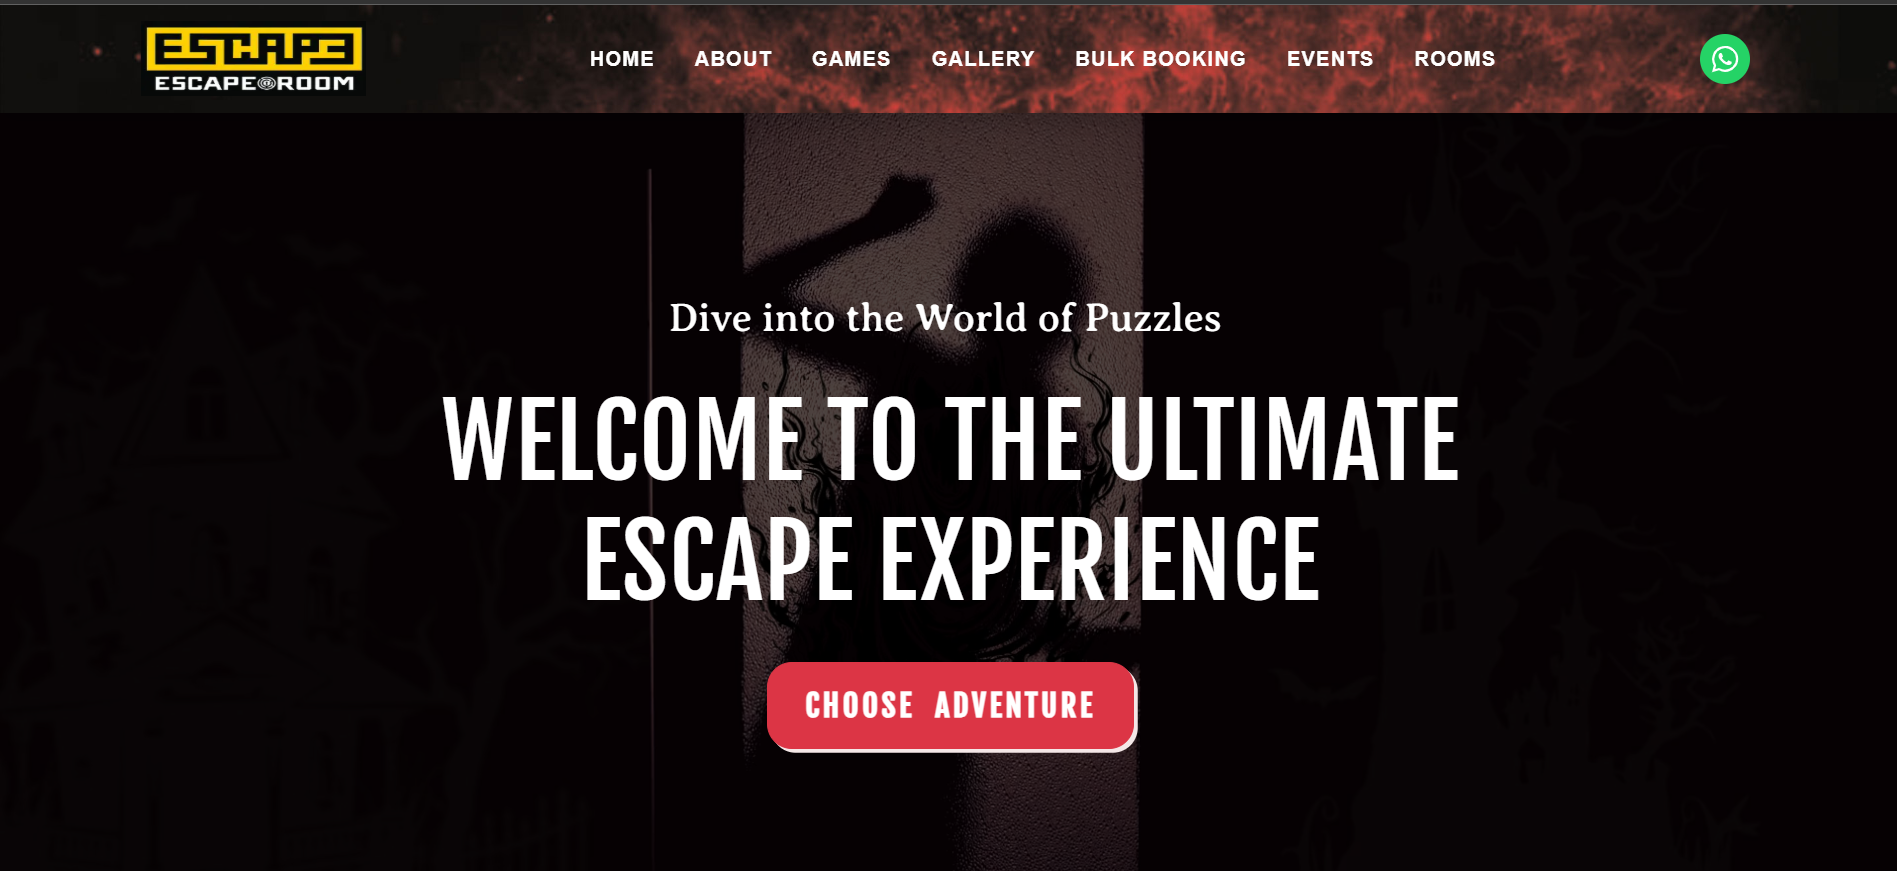 ESCAPE
ESCAPE@ROOM
HOME ABOUT GAMES GALLERY BULK BOOKING EVENTS ROOMS
Dive into the World of Puzzles
WELCOME TO THE ULTIMATE
ESCAPE EXPERIENCE
CHOOSE ADVENTURE